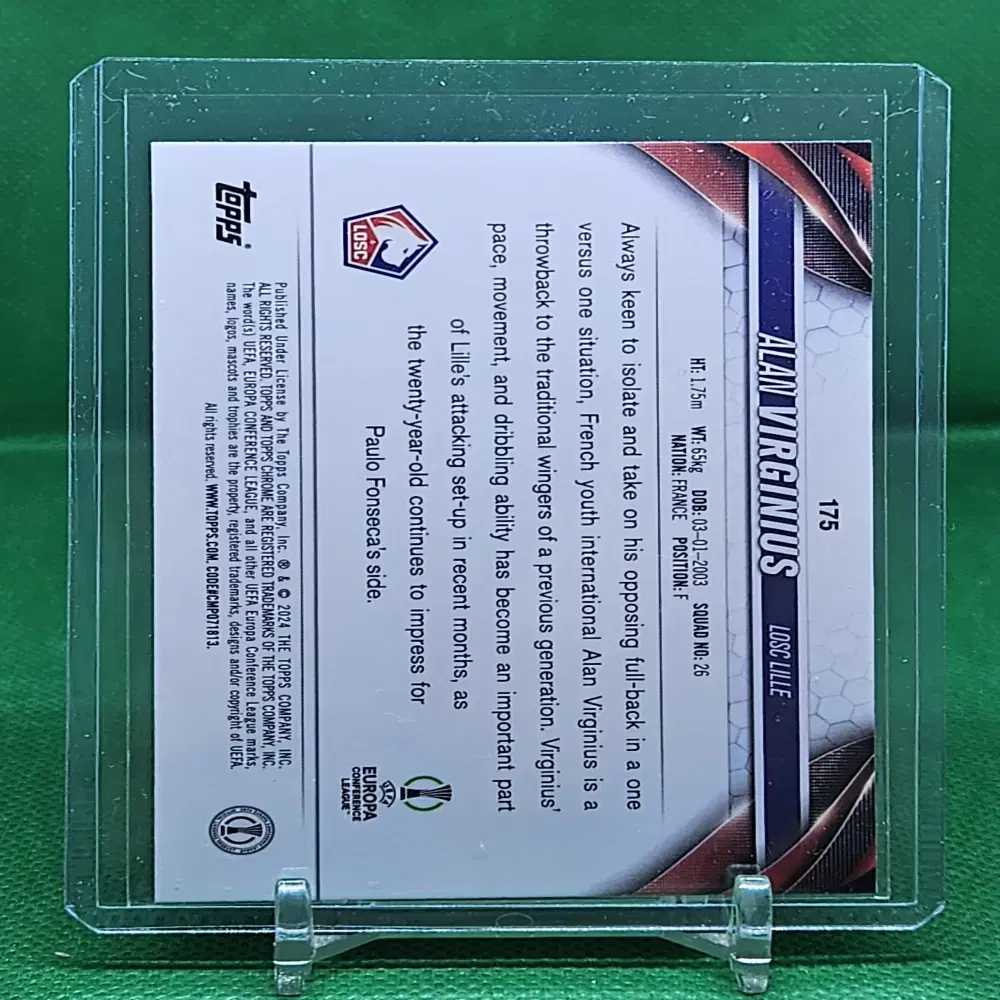 175
ALAN VIRGINIUS LOSC LILLE
HT: 1.75m WT: 65kg DOB: 03-01-2003 SQUAD NO: 26
NATION: FRANCE POSITION: F
Always keen to isolate and take on his opposing full-back in a one
versus one situation, French youth international Alan Virginius is a
throwback to the traditional wingers of a previous generation. Virginius'
pace, movement, and dribbling ability has become an important part
of Lille's attacking set-up in recent months, as
the twenty-year-old continues to impress for
Paulo Fonseca's side.
LOSC
UEFA
EUROPA
CONFERENCE
LEAGUE™
topps®
Published Under License by The Topps Company, Inc. ® & © 2024 THE TOPPS COMPANY, INC.
ALL RIGHTS RESERVED. TOPPS AND TOPPS CHROME ARE REGISTERED TRADEMARKS OF THE TOPPS COMPANY, INC.
The word(s) UEFA, EUROPA CONFERENCE LEAGUE, and all other UEFA Europa Conference League marks,
names, logos, mascots and trophies are the property, registered trademarks, designs and/or copyright of UEFA.
All rights reserved. WWW.TOPPS.COM. CODE#CMP071813.